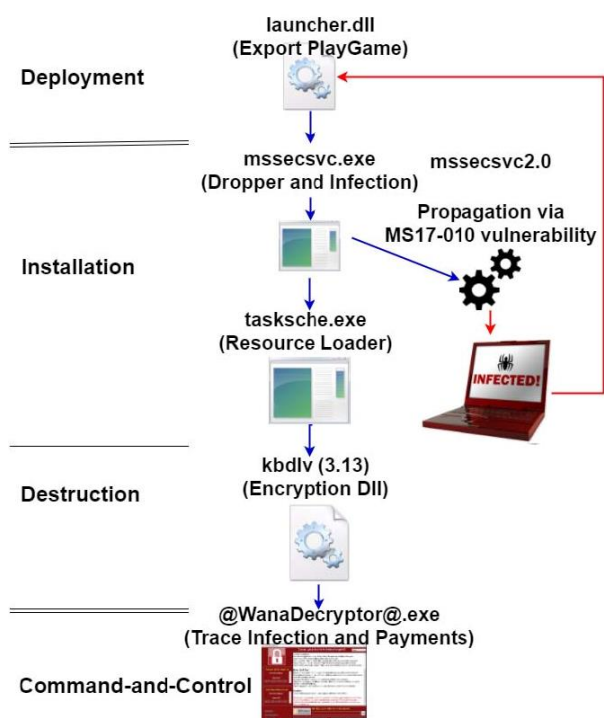 launcher.dll
(Export PlayGame)
Deployment
mssecsvc.exe
(Dropper and Infection)
mssecsvc2.0
Propagation via
MS17-010 vulnerability
Installation
tasksche.exe
(Resource Loader)
INFECTED!
kbdlv (3.13)
(Encryption Dll)
Destruction
@WanaDecryptor@.exe
(Trace Infection and Payments)
Command-and-Control